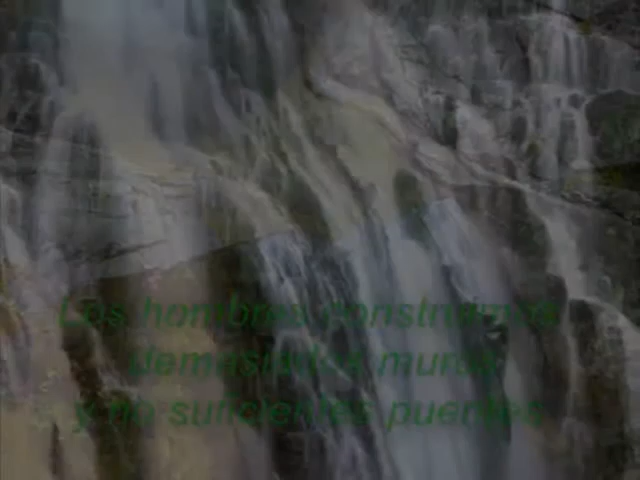 Los hombres construimos
demasiados muros
y no suficientes puentes